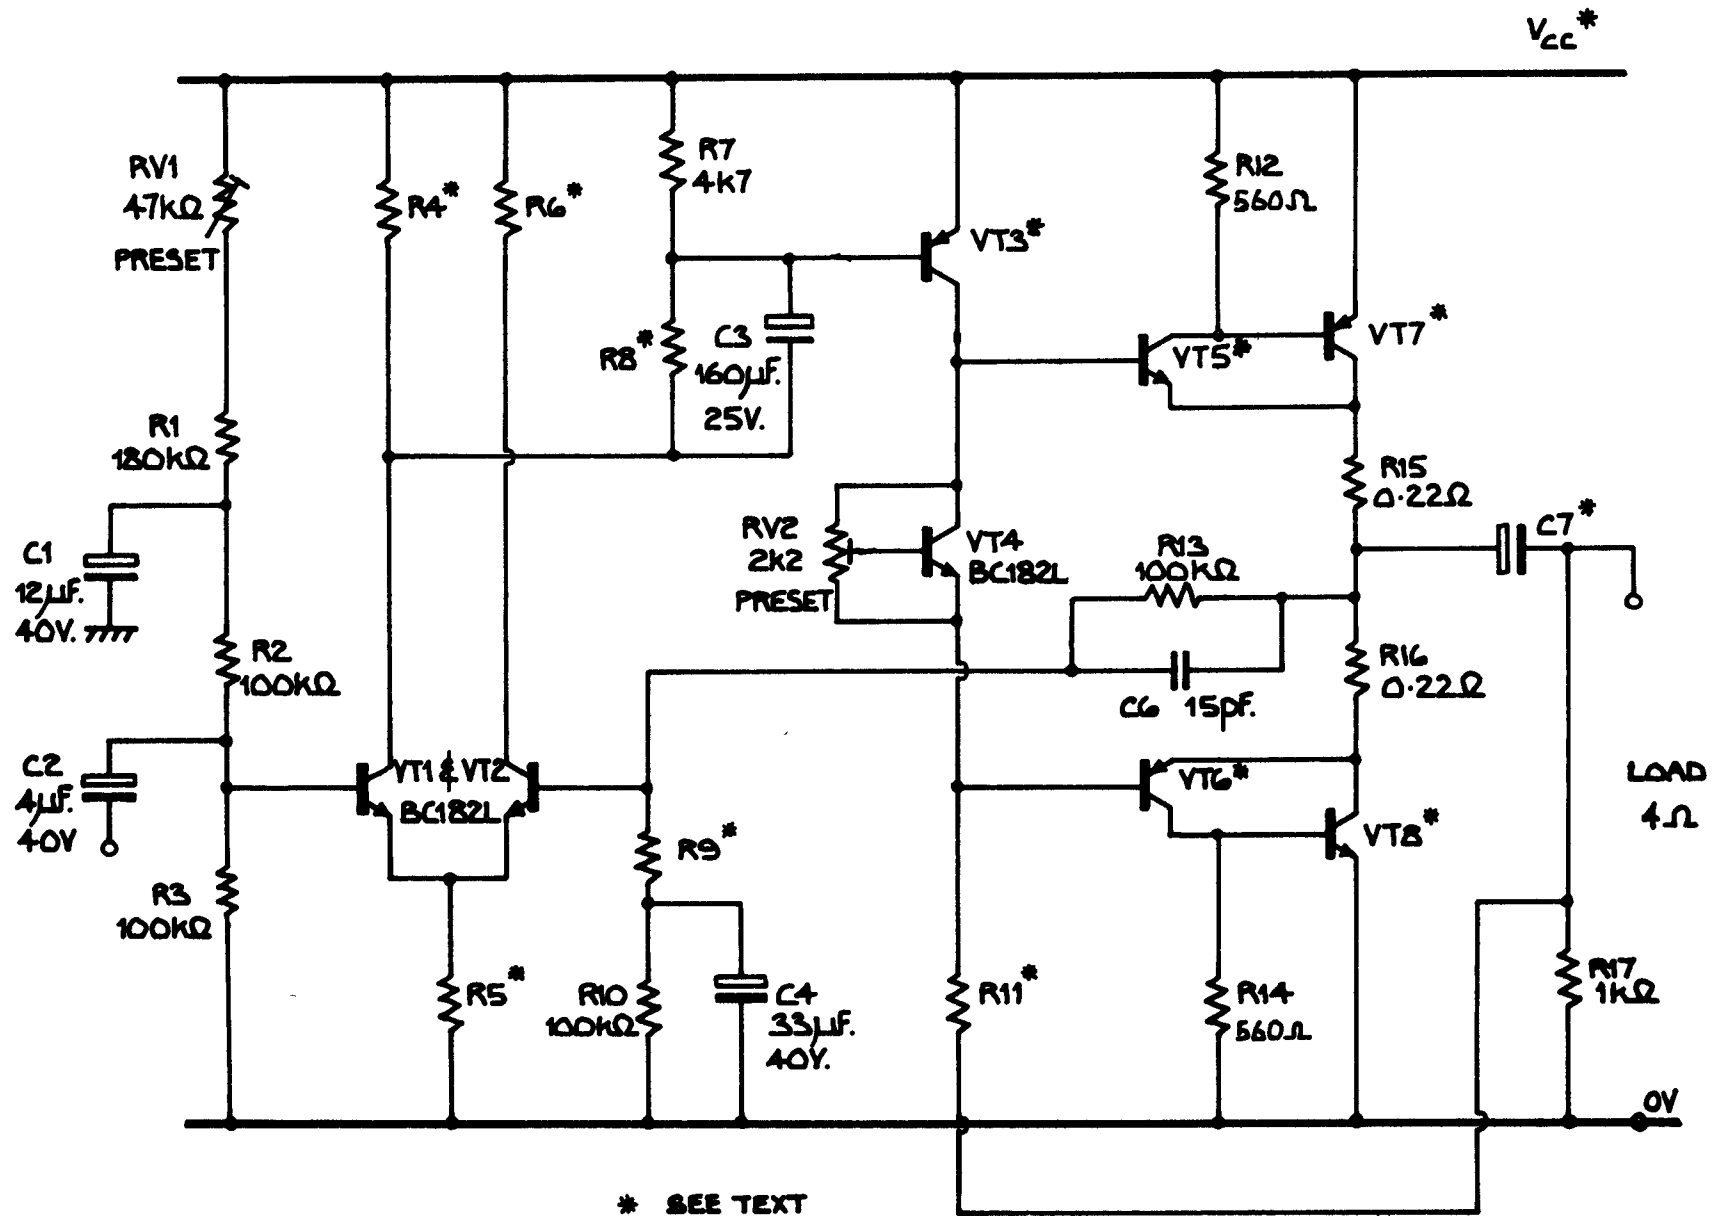 VCC*
RV1
47kΩ
PRESET
R4*
R6*
R7
4k7
VT3*
R12
560Ω
VT7*
VT5*
R8*
C3
160µF.
25V.
R1
180kΩ
C1
12µF.
40V.
R2
100kΩ
RV2
2k2
PRESET
VT4
BC182L
R13
100kΩ
R15
0.22Ω
C7*
R16
0.22Ω
C6 15pF.
C2
4µF.
40V
VT1 & VT2
BC182L
VT6*
VT8*
LOAD
4Ω
R9*
R3
100kΩ
R5*
R10
100kΩ
C4
33µF.
40V.
R11*
R14
560Ω
R17
1kΩ
0V
* SEE TEXT